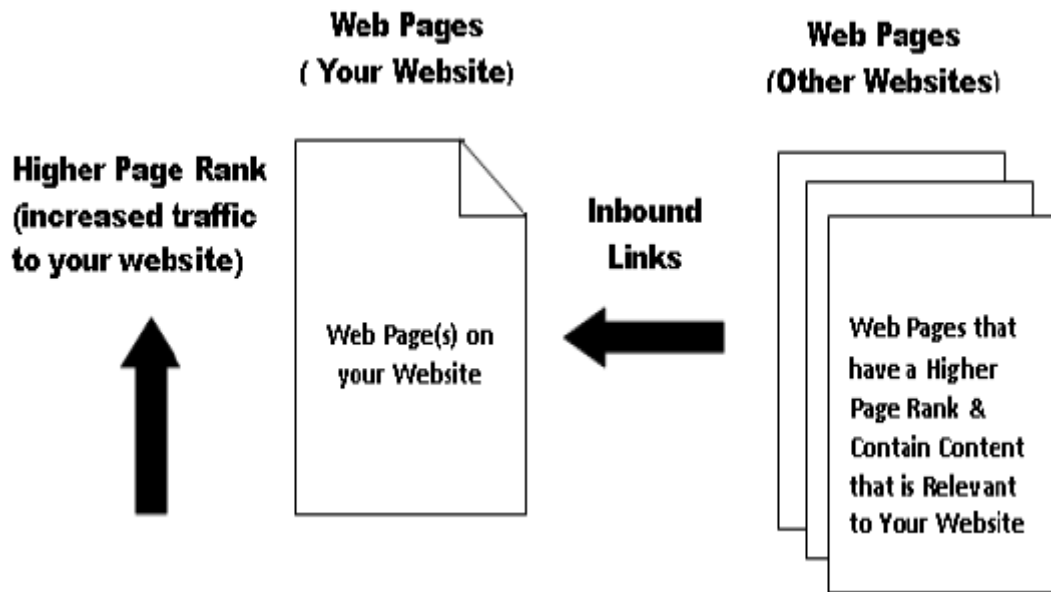 Web Pages
( Your Website)
Web Pages
(Other Websites)
Higher Page Rank
(increased traffic
to your website)
Inbound
Links
Web Page(s) on
your Website
Web Pages that
have a Higher
Page Rank &
Contain Content
that is Relevant
to Your Website